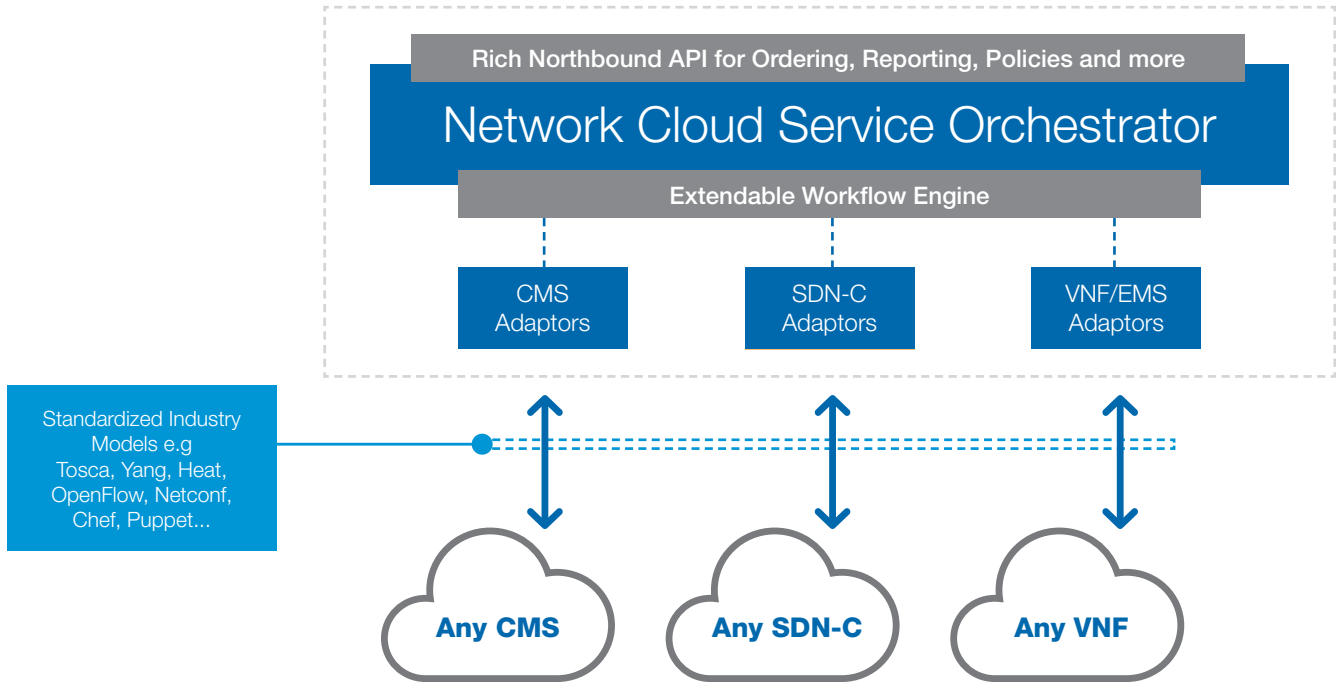 Rich Northbound API for Ordering, Reporting, Policies and more
Network Cloud Service Orchestrator
Extendable Workflow Engine
CMS
Adaptors
SDN-C
Adaptors
VNF/EMS
Adaptors
Standardized Industry
Models e.g
Tosca, Yang, Heat,
OpenFlow, Netconf,
Chef, Puppet...
Any CMS
Any SDN-C
Any VNF